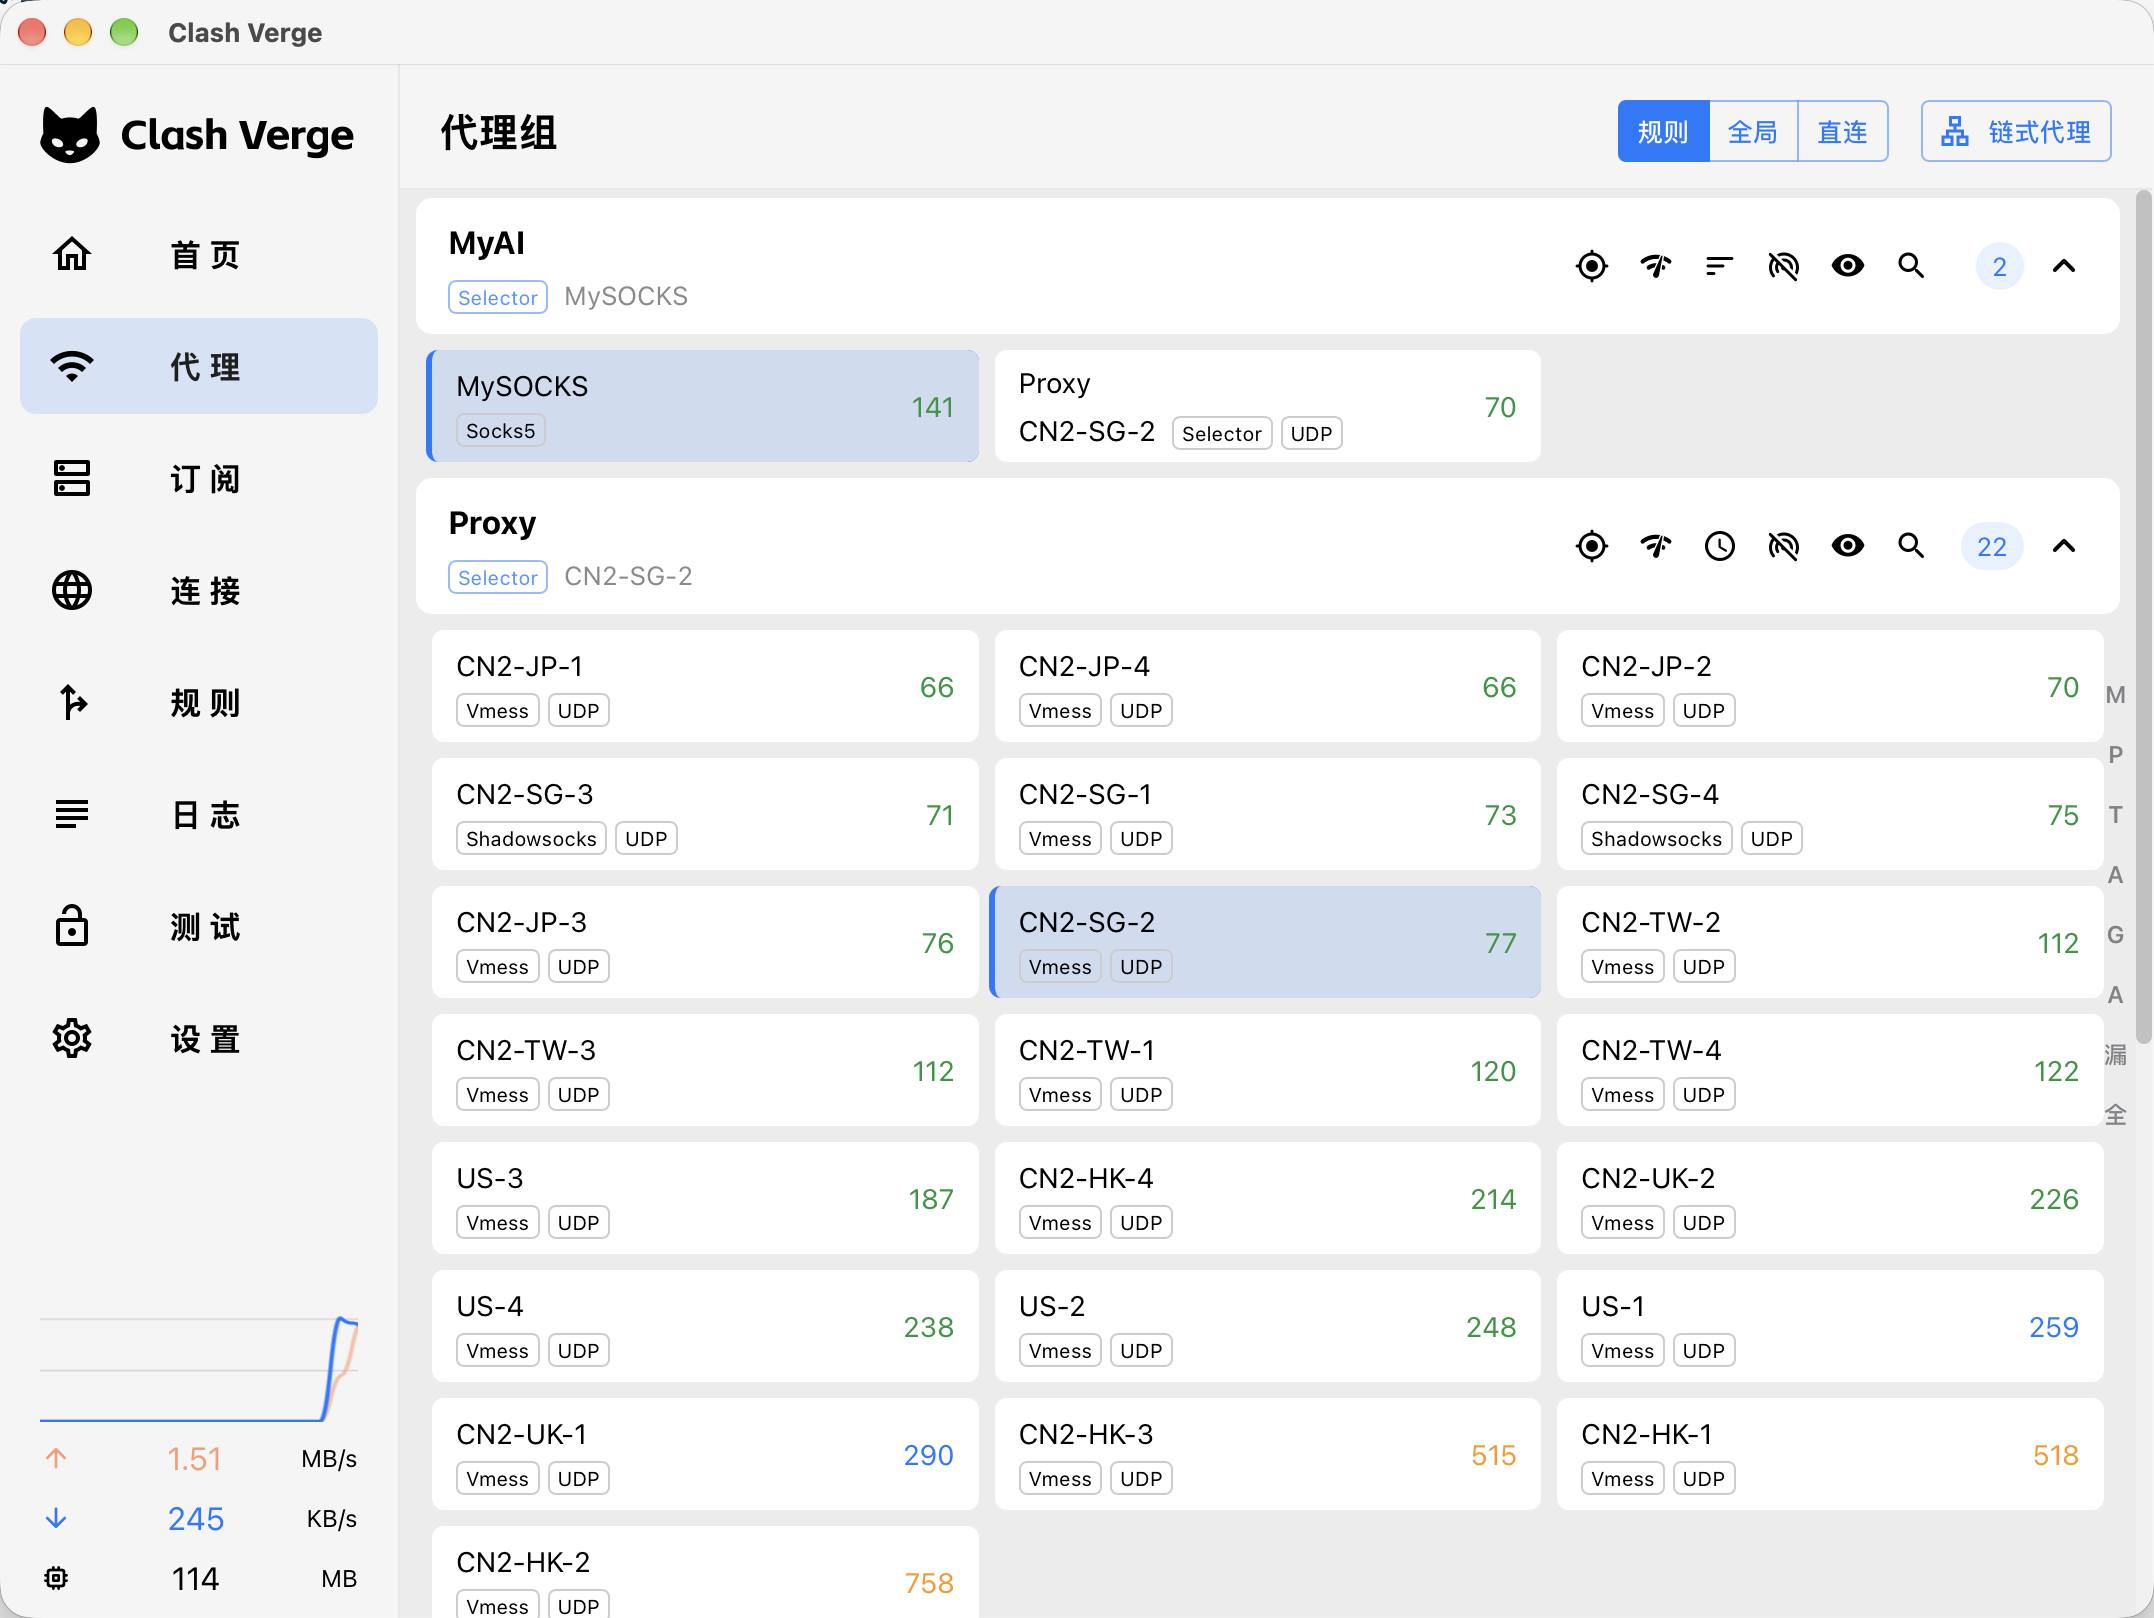 Clash Verge
Clash Verge
首 页
代 理
订 阅
连 接
规 则
日 志
测 试
设 置
1.51 MB/s
245 KB/s
114 MB
代理组
规则 全局 直连 链式代理
MyAI
Selector MySOCKS
2
MySOCKS
Socks5
141
Proxy
CN2-SG-2 Selector UDP
70
Proxy
Selector CN2-SG-2
22
CN2-JP-1
Vmess UDP
66
CN2-JP-4
Vmess UDP
66
CN2-JP-2
Vmess UDP
70
CN2-SG-3
Shadowsocks UDP
71
CN2-SG-1
Vmess UDP
73
CN2-SG-4
Shadowsocks UDP
75
CN2-JP-3
Vmess UDP
76
CN2-SG-2
Vmess UDP
77
CN2-TW-2
Vmess UDP
112
CN2-TW-3
Vmess UDP
112
CN2-TW-1
Vmess UDP
120
CN2-TW-4
Vmess UDP
122
US-3
Vmess UDP
187
CN2-HK-4
Vmess UDP
214
CN2-UK-2
Vmess UDP
226
US-4
Vmess UDP
238
US-2
Vmess UDP
248
US-1
Vmess UDP
259
CN2-UK-1
Vmess UDP
290
CN2-HK-3
Vmess UDP
515
CN2-HK-1
Vmess UDP
518
CN2-HK-2
Vmess UDP
758
M
P
T
A
G
A
漏
全